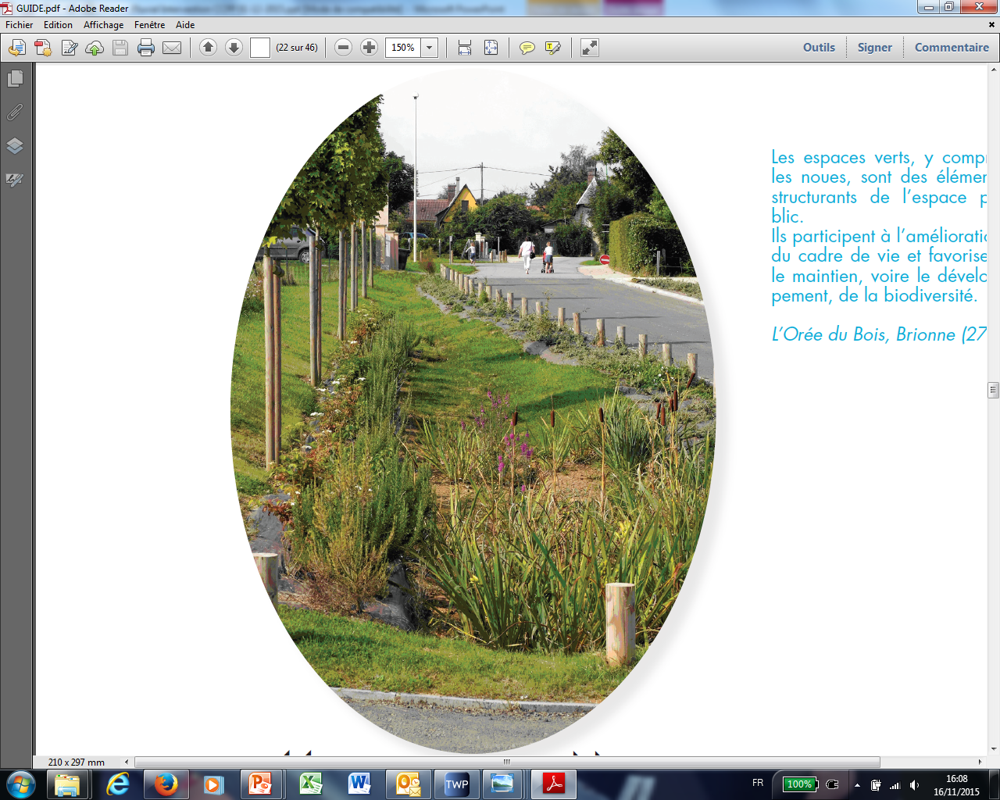 GUIDE.pdf - Adobe Reader
Fichier Edition Affichage Fenêtre Aide
(22 sur 46) 150% Outils Signer Commentaire
Les espaces verts, y compr
les noues, sont des élémen
structurants de l'espace p
blic.
Ils participent à l'améliorati
du cadre de vie et favorise
le maintien, voire le dévelo
pement, de la biodiversité.
L'Orée du Bois, Brionne (27
210 x 297 mm
TWP
FR 100% 16:08
16/11/2015